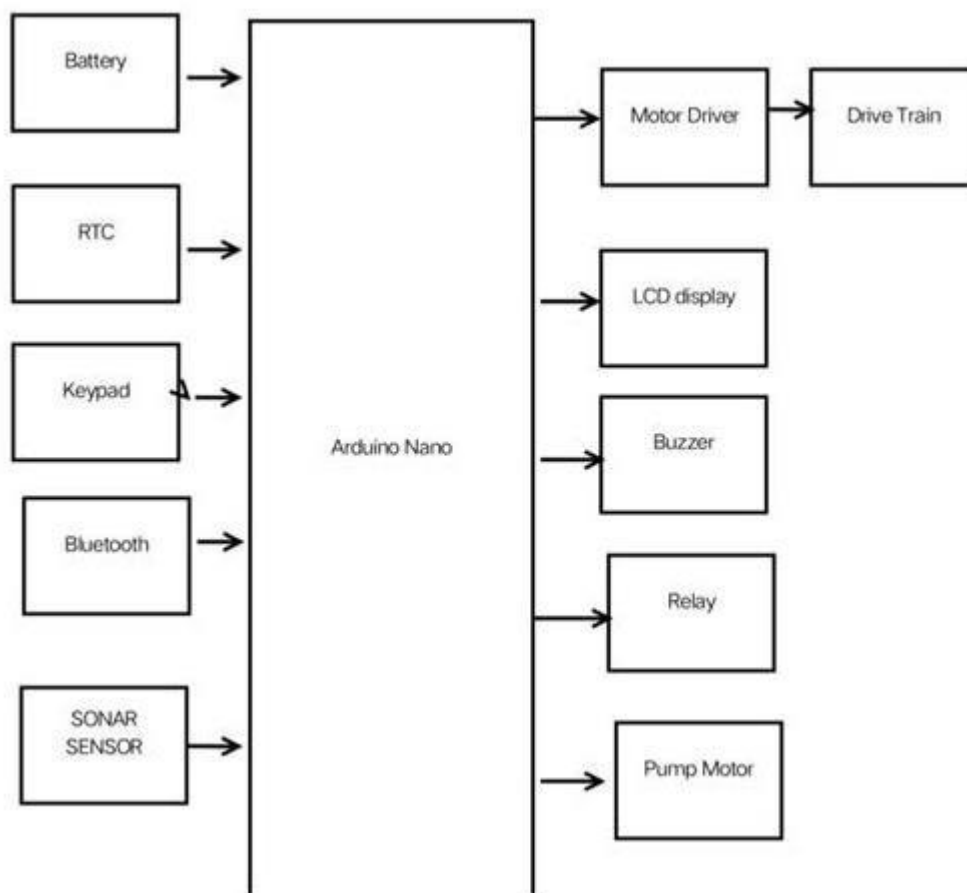 Battery
RTC
Keypad
Bluetooth
SONAR
SENSOR
Arduino Nano
Motor Driver
Drive Train
LCD display
Buzzer
Relay
Pump Motor